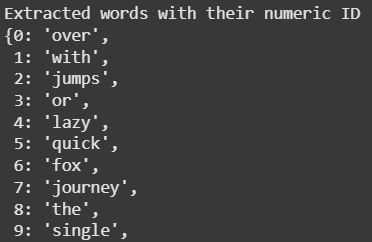 Extracted words with their numeric ID
{0: 'over',
1: 'with',
2: 'jumps',
3: 'or',
4: 'lazy',
5: 'quick',
6: 'fox',
7: 'journey',
8: 'the',
9: 'single',